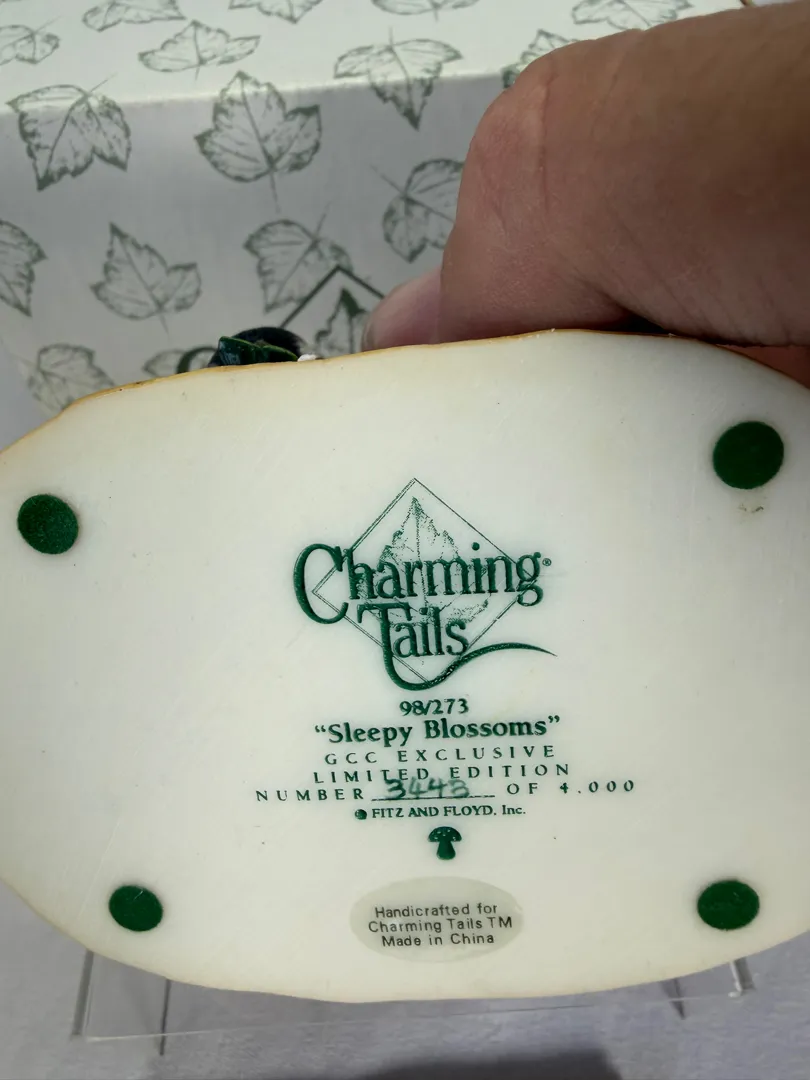 Charming®
Tails
98/273
“Sleepy Blossoms”
GCC EXCLUSIVE
LIMITED EDITION
NUMBER 3443 OF 4,000
© FITZ AND FLOYD, Inc.
Handicrafted for
Charming Tails TM
Made in China